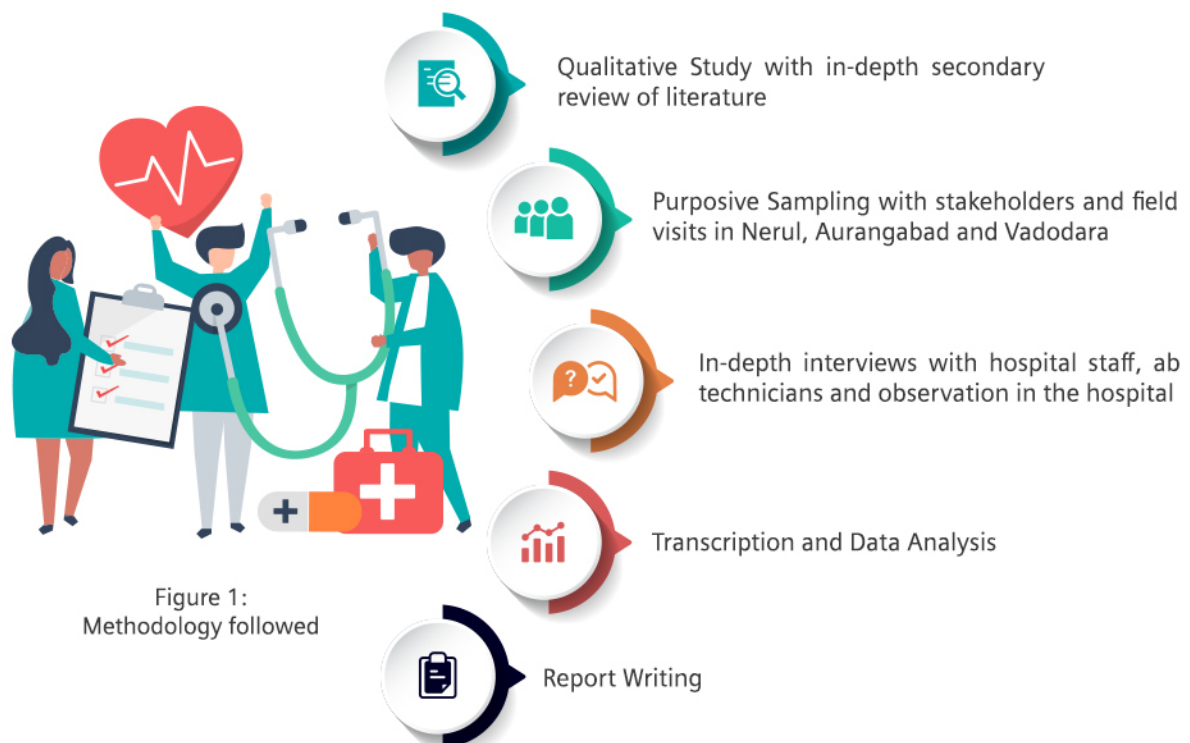 Qualitative Study with in-depth secondary
review of literature
Purposive Sampling with stakeholders and field
visits in Nerul, Aurangabad and Vadodara
?
In-depth interviews with hospital staff, ab
technicians and observation in the hospital
Transcription and Data Analysis
Figure 1:
Methodology followed
Report Writing